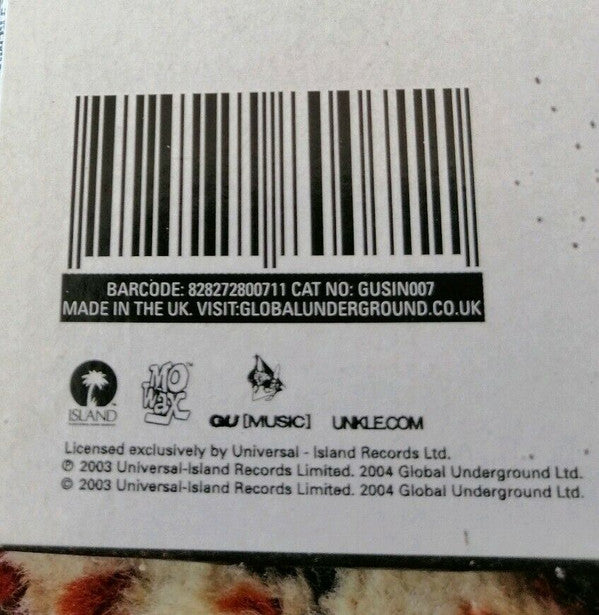 BARCODE: 828272800711 CAT NO: GUSIN007
MADE IN THE UK. VISIT:GLOBALUNDERGROUND.CO.UK
ISLAND
MO WAX
GU [MUSIC]
UNKLE.COM
Licensed exclusively by Universal - Island Records Ltd.
℗ 2003 Universal-Island Records Limited. 2004 Global Underground Ltd.
© 2003 Universal-Island Records Limited. 2004 Global Underground Ltd.